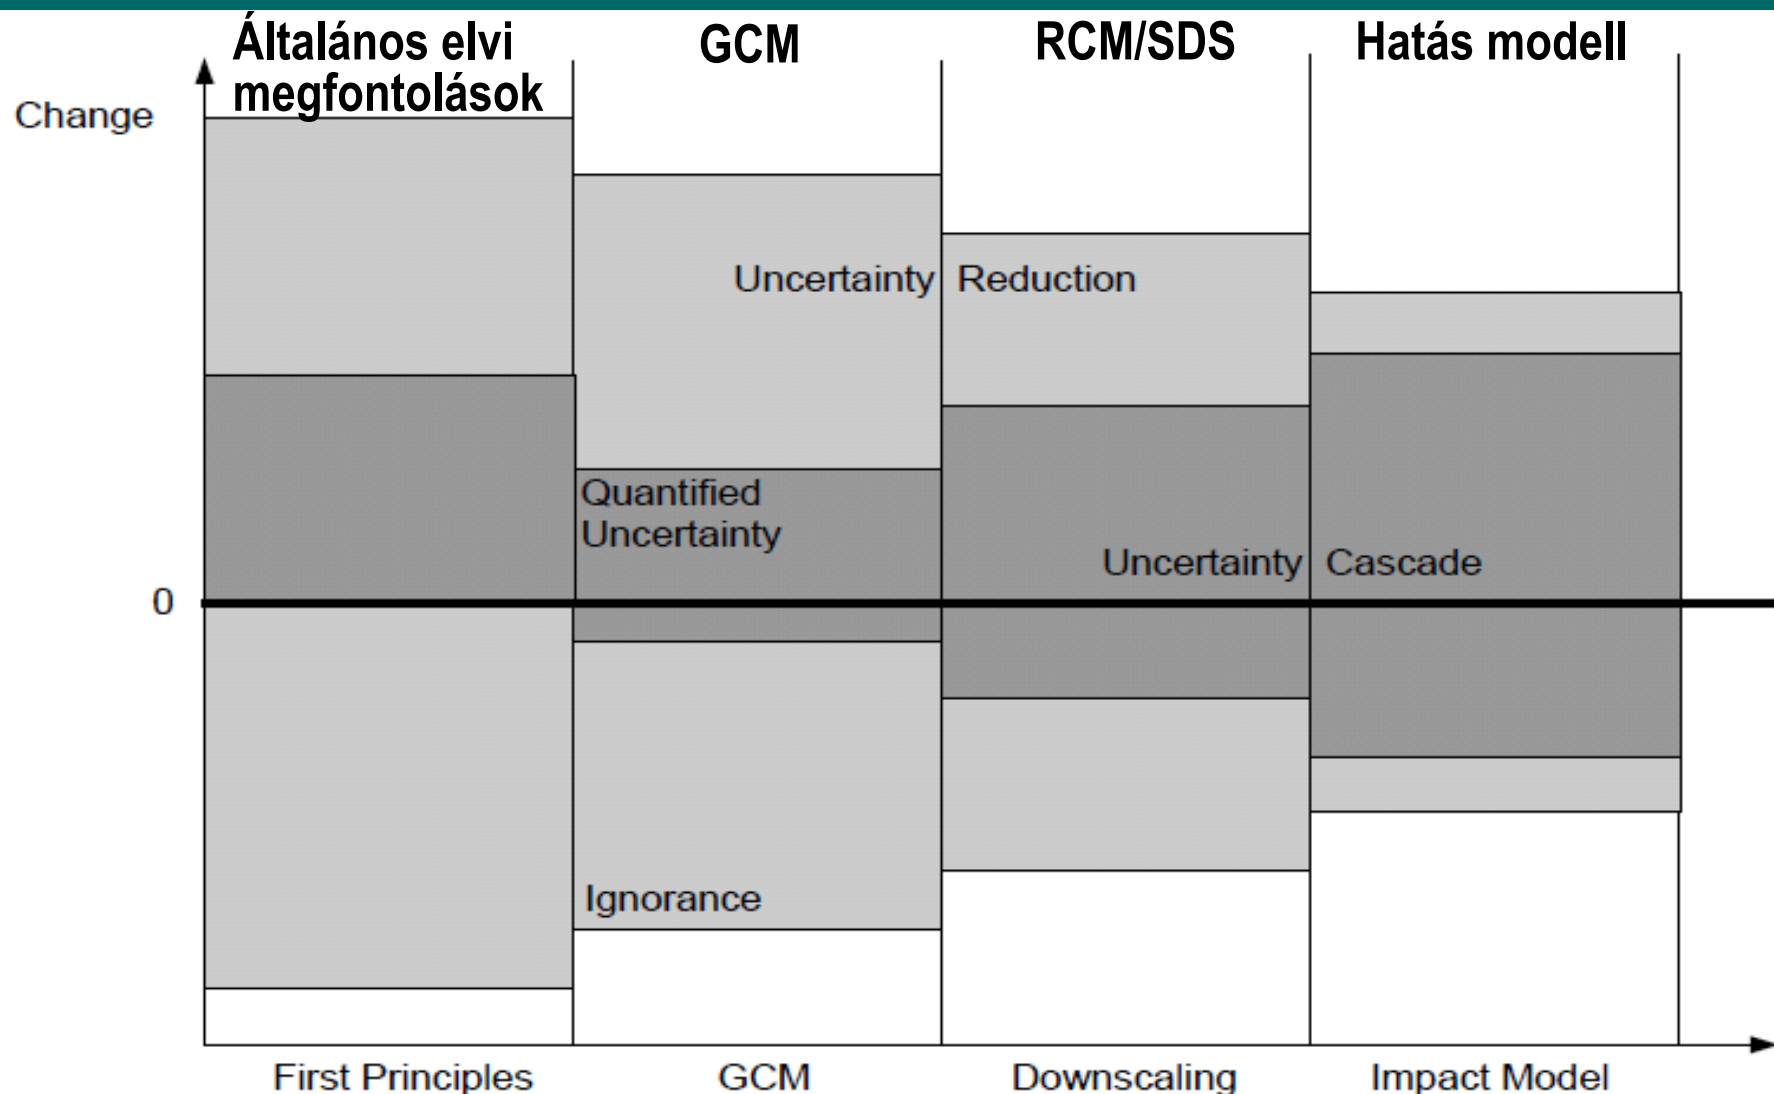 Általános elvi
megfontolások
GCM
RCM/SDS
Hatás modell
Change
Uncertainty Reduction
Quantified
Uncertainty
Uncertainty Cascade
0
Ignorance
First Principles
GCM
Downscaling
Impact Model